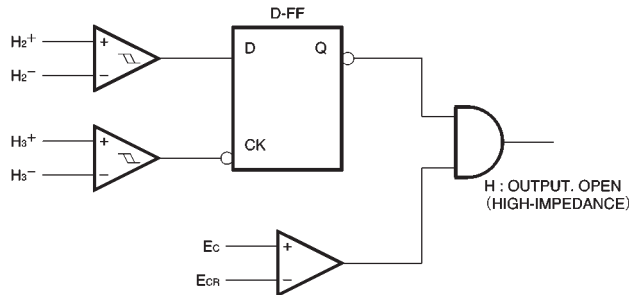 D-FF
H2+
H2−
+
−
D
Q
H3+
H3−
+
−
CK
H : OUTPUT. OPEN
(HIGH-IMPEDANCE)
EC
ECR
+
−